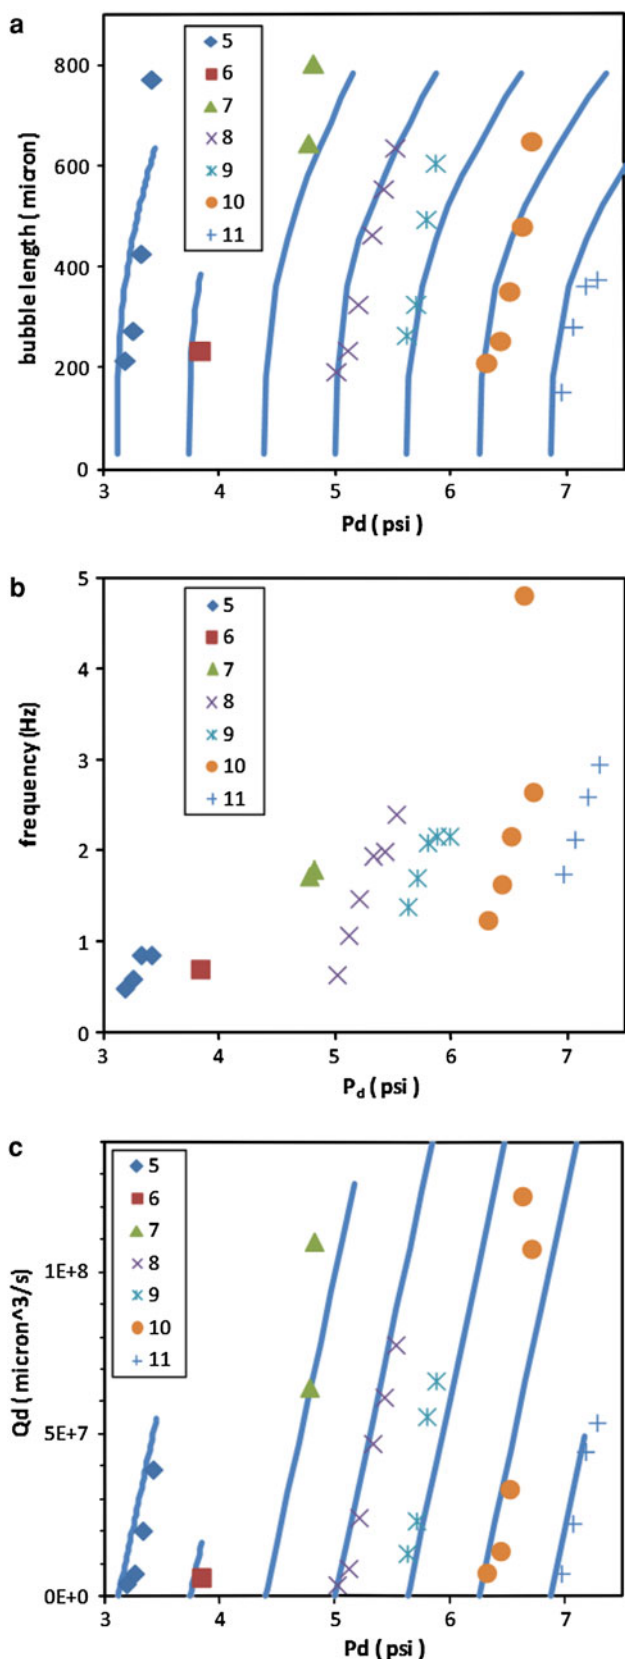 a
800
600
400
200
0
bubble length ( micron )
5
6
7
8
9
10
11
3 4 5 6 7
Pd ( psi )
b
5
4
3
2
1
0
frequency (Hz)
5
6
7
8
9
10
11
3 4 5 6 7
Pd ( psi )
c
1E+8
5E+7
0E+0
Qd ( micron^3/s)
5
6
7
8
9
10
11
3 4 5 6 7
Pd ( psi )